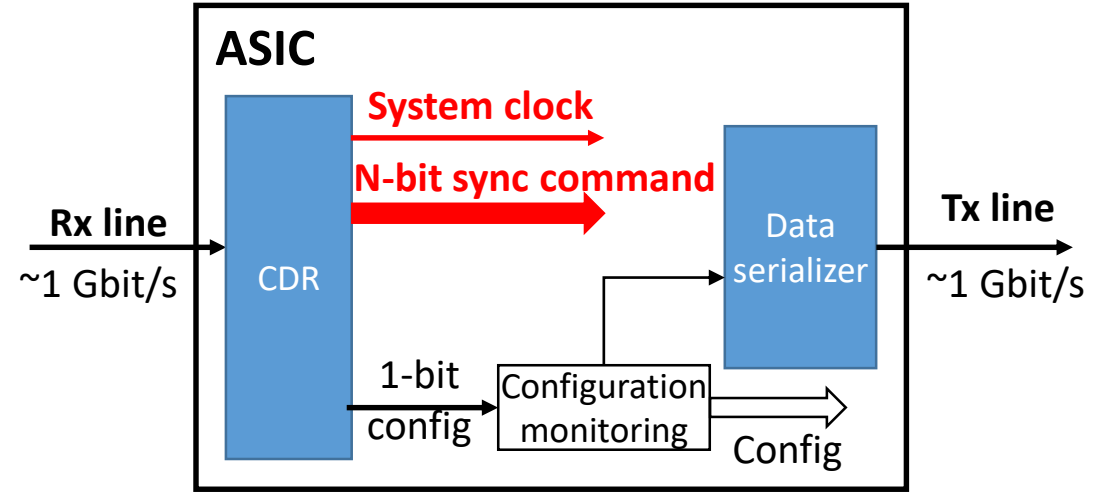 ASIC
System clock
N-bit sync command
Rx line
~1 Gbit/s
CDR
Data
serializer
Tx line
~1 Gbit/s
1-bit
config
Configuration
monitoring
Config